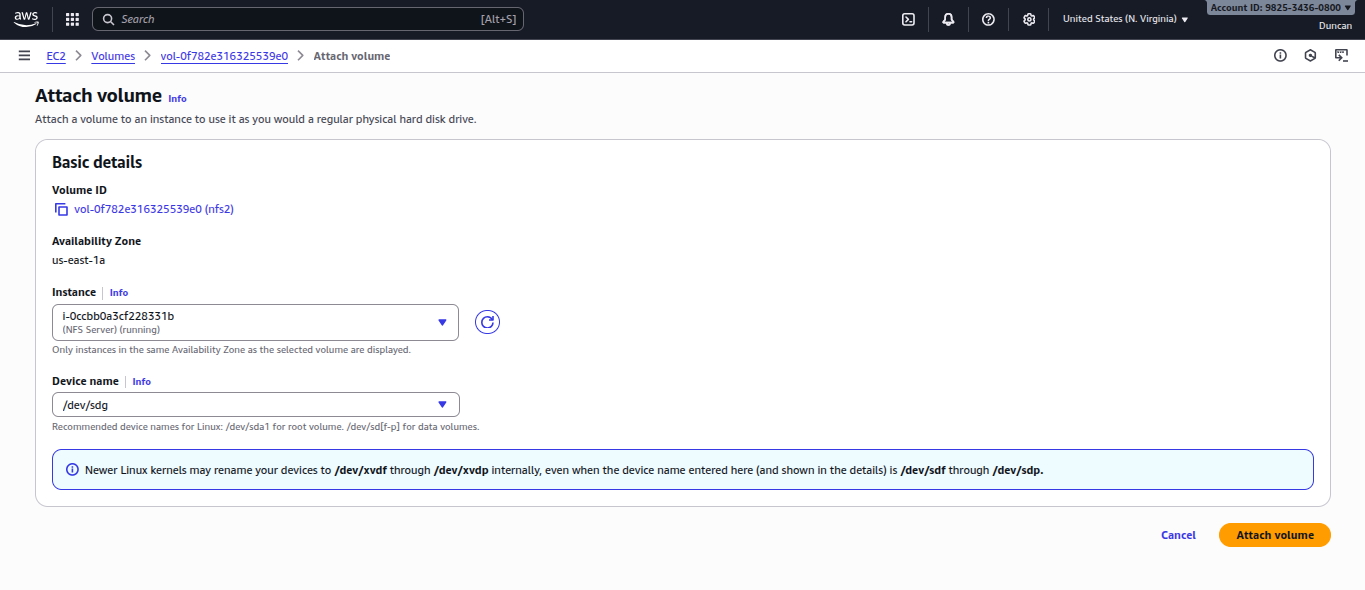 aws
Search [Alt+S]
United States (N. Virginia)
Account ID: 9825-3436-0800
Duncan
EC2 > Volumes > vol-0f782e316325539e0 > Attach volume
Attach volume Info
Attach a volume to an instance to use it as you would a regular physical hard disk drive.
Basic details
Volume ID
vol-0f782e316325539e0 (nfs2)
Availability Zone
us-east-1a
Instance | Info
i-0ccbb0a3cf228331b
(NFS Server) (running)
Only instances in the same Availability Zone as the selected volume are displayed.
Device name | Info
/dev/sdg
Recommended device names for Linux: /dev/sda1 for root volume. /dev/sd[f-p] for data volumes.
Newer Linux kernels may rename your devices to /dev/xvdf through /dev/xvdp internally, even when the device name entered here (and shown in the details) is /dev/sdf through /dev/sdp.
Cancel
Attach volume